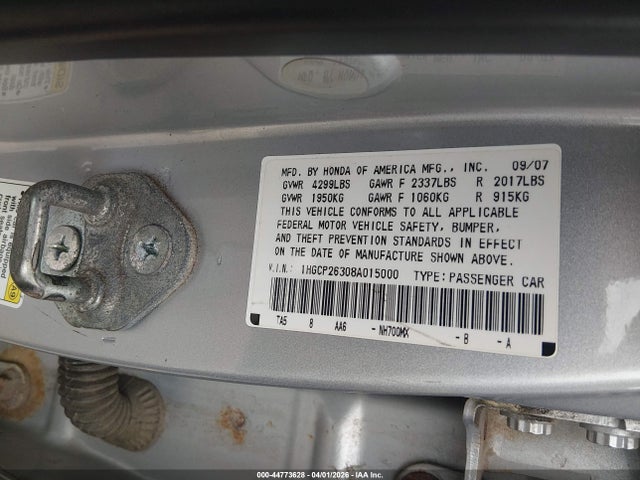 MFD. BY HONDA OF AMERICA MFG., INC. 09/07
GVWR 4299LBS GAWR F 2337LBS R 2017LBS
GVWR 1950KG GAWR F 1060KG R 915KG
THIS VEHICLE CONFORMS TO ALL APPLICABLE
FEDERAL MOTOR VEHICLE SAFETY, BUMPER,
AND THEFT PREVENTION STANDARDS IN EFFECT
ON THE DATE OF MANUFACTURE SHOWN ABOVE.
V.I.N.: 1HGCP26308A015000 TYPE: PASSENGER CAR
TA5 8 AA6 -NH700MX -B -A
000-44773628 04/01/2026 IAA Inc.